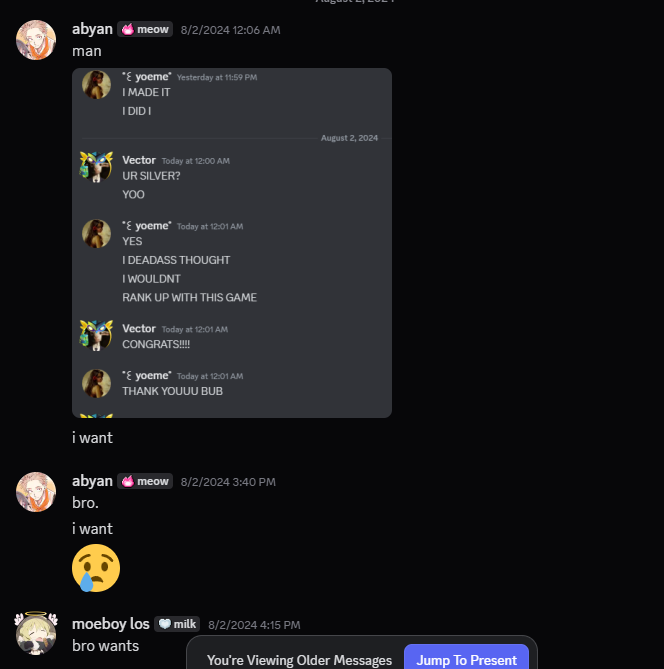 August 2, 2024
abyan meow 8/2/2024 12:06 AM
man
"꒰ yoeme" Yesterday at 11:59 PM
I MADE IT
I DID I
August 2, 2024
Vector Today at 12:00 AM
UR SILVER?
YOO
"꒰ yoeme" Today at 12:01 AM
YES
I DEADASS THOUGHT
I WOULDNT
RANK UP WITH THIS GAME
Vector Today at 12:01 AM
CONGRATS!!!!
"꒰ yoeme" Today at 12:01 AM
THANK YOUUU BUB
i want
abyan meow 8/2/2024 3:40 PM
bro.
i want
😢
moeboy los milk 8/2/2024 4:15 PM
bro wants
You're Viewing Older Messages Jump To Present